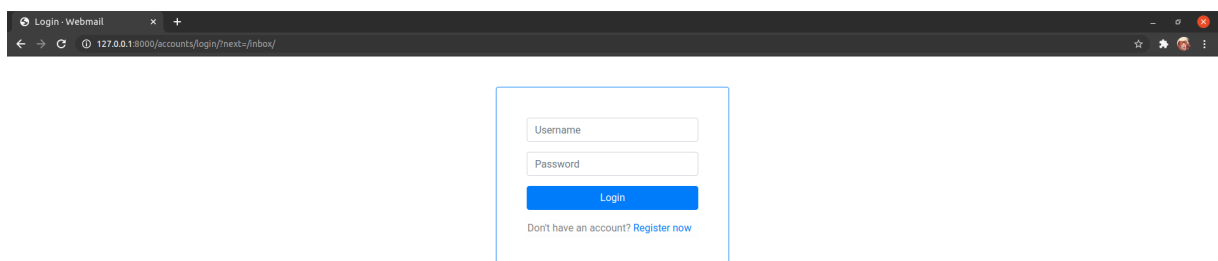 Login · Webmail
127.0.0.1:8000/accounts/login/?next=/inbox/
Username
Password
Login
Don't have an account? Register now